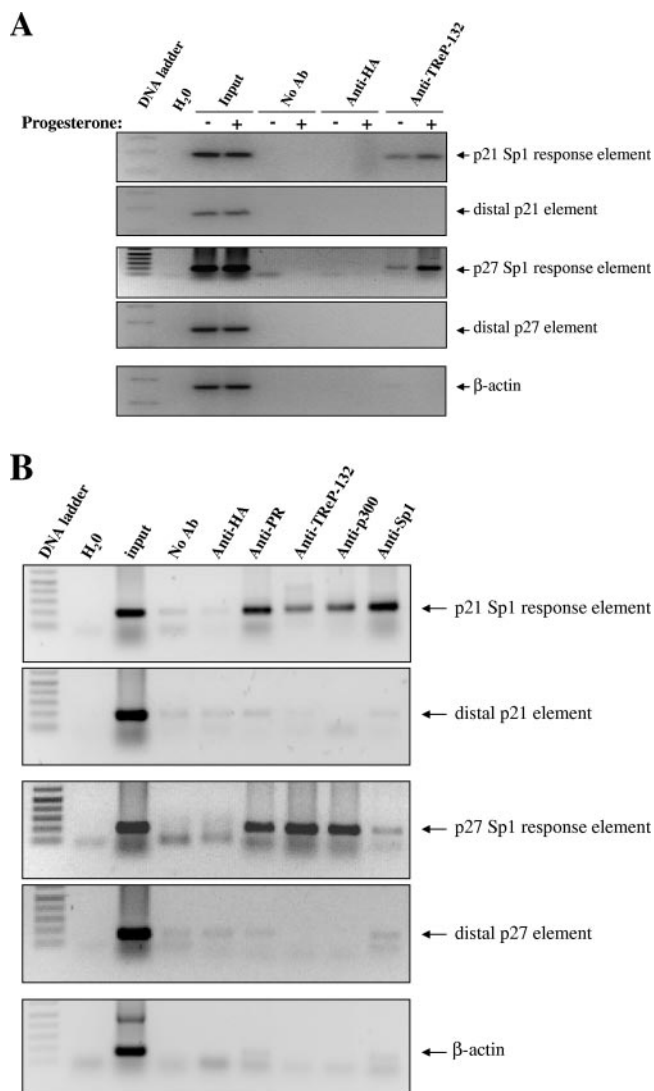 A
DNA ladder
H20
Input
No Ab
Anti-HA
Anti-TReP-132
Progesterone: - + - + - + - +
p21 Sp1 response element
distal p21 element
p27 Sp1 response element
distal p27 element
β-actin
B
DNA ladder
H20
input
No Ab
Anti-HA
Anti-PR
Anti-TReP-132
Anti-p300
Anti-Sp1
p21 Sp1 response element
distal p21 element
p27 Sp1 response element
distal p27 element
β-actin